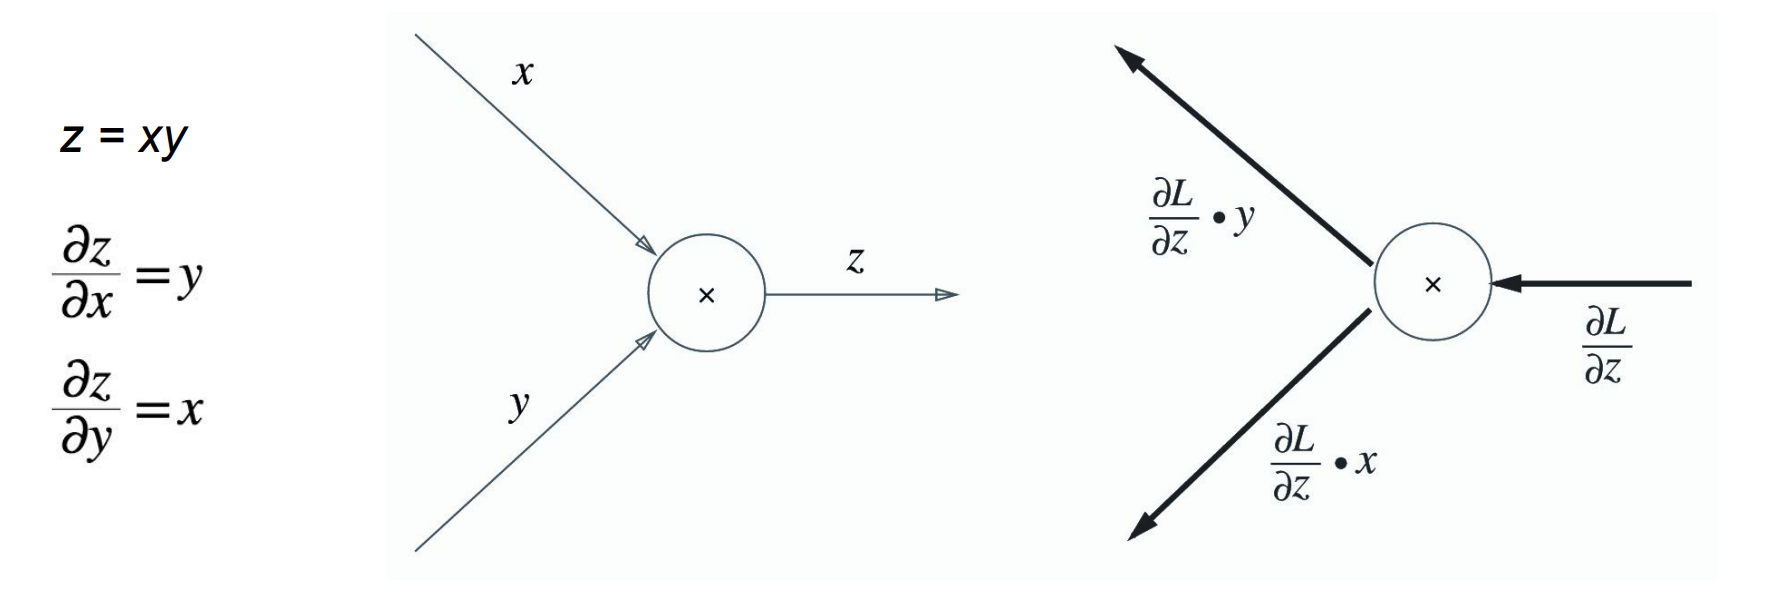 z = xy
∂z/∂x = y
∂z/∂y = x
x
y
×
z
∂L/∂z • y
∂L/∂z • x
×
∂L/∂z